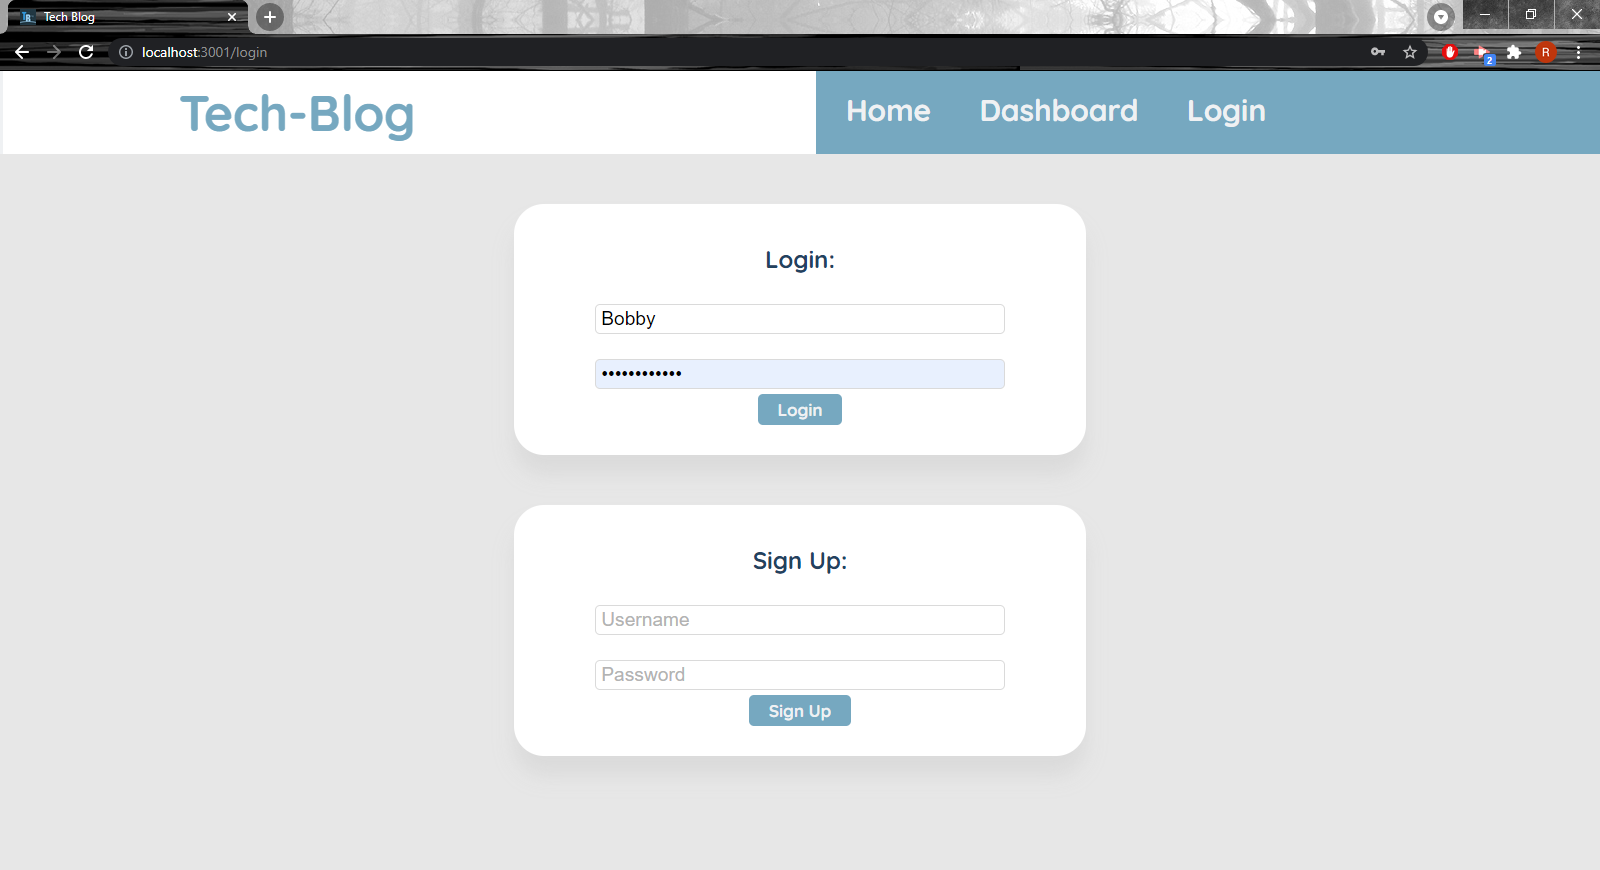 Tech Blog
localhost:3001/login
2
R
Tech-Blog
Home Dashboard Login
Login:
Bobby
••••••••••••
Login
Sign Up:
Username
Password
Sign Up